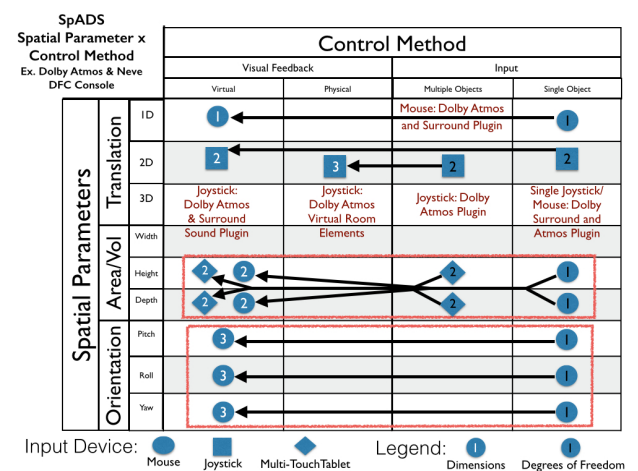 SpADS
Spatial Parameter x
Control Method
Ex. Dolby Atmos & Neve
DFC Console
Control Method
Visual Feedback
Input
Virtual
Physical
Multiple Objects
Single Object
Spatial Parameters
Translation
1D
1
Mouse: Dolby Atmos
and Surround Plugin
1
2D
2
3
2
2
3D
Joystick:
Dolby Atmos
& Surround
Sound Plugin
Joystick:
Dolby Atmos
Virtual Room
Elements
Joystick: Dolby
Atmos Plugin
Single Joystick/
Mouse: Dolby
Surround and
Atmos Plugin
Area/Vol
Width
Height
2
2
2
1
Depth
2
2
2
1
Orientation
Pitch
3
1
Roll
3
1
Yaw
3
1
Input Device:
Mouse
Joystick
Multi-TouchTablet
Legend:
1
Dimensions
1
Degrees of Freedom